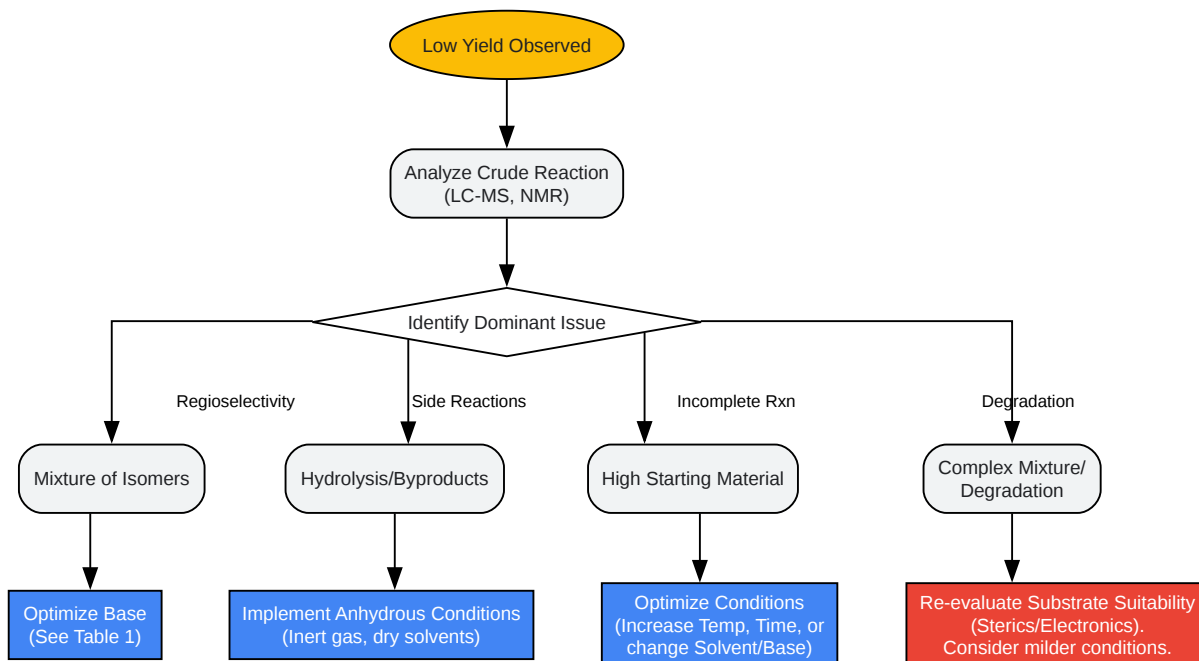 Low Yield Observed
Analyze Crude Reaction
(LC-MS, NMR)
Identify Dominant Issue
Regioselectivity
Side Reactions
Incomplete Rxn
Degradation
Mixture of Isomers
Hydrolysis/Byproducts
High Starting Material
Complex Mixture/
Degradation
Optimize Base
(See Table 1)
Implement Anhydrous Conditions
(Inert gas, dry solvents)
Optimize Conditions
(Increase Temp, Time, or
change Solvent/Base)
Re-evaluate Substrate Suitability
(Sterics/Electronics).
Consider milder conditions.